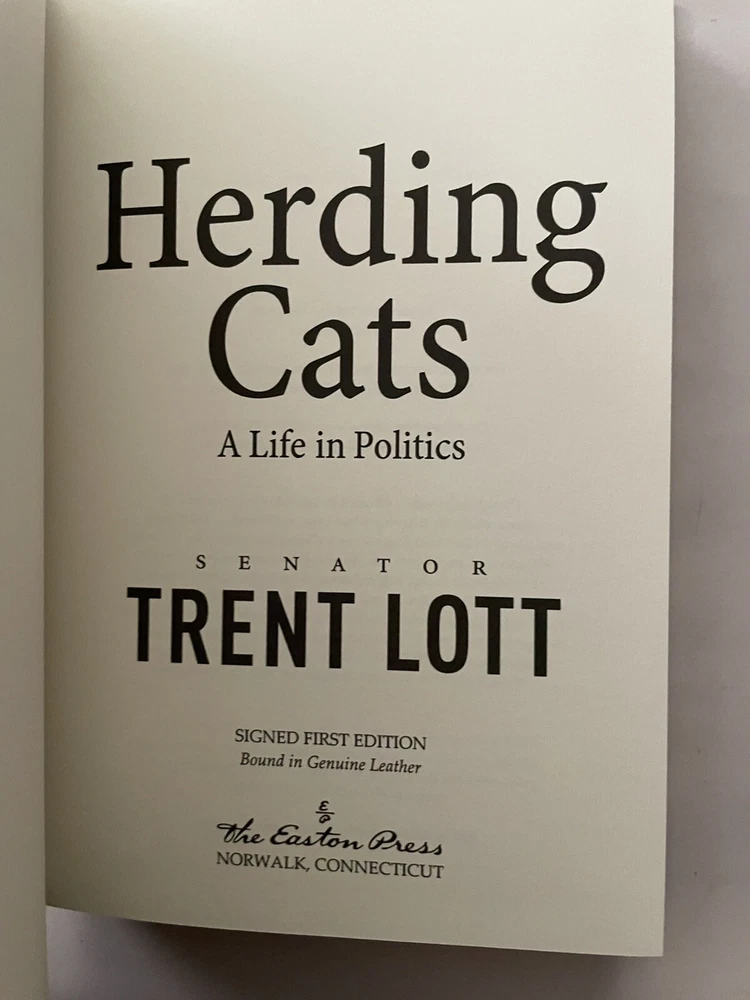 Herding
Cats
A Life in Politics
SENATOR
TRENT LOTT
SIGNED FIRST EDITION
Bound in Genuine Leather
E
P
The Easton Press
NORWALK, CONNECTICUT